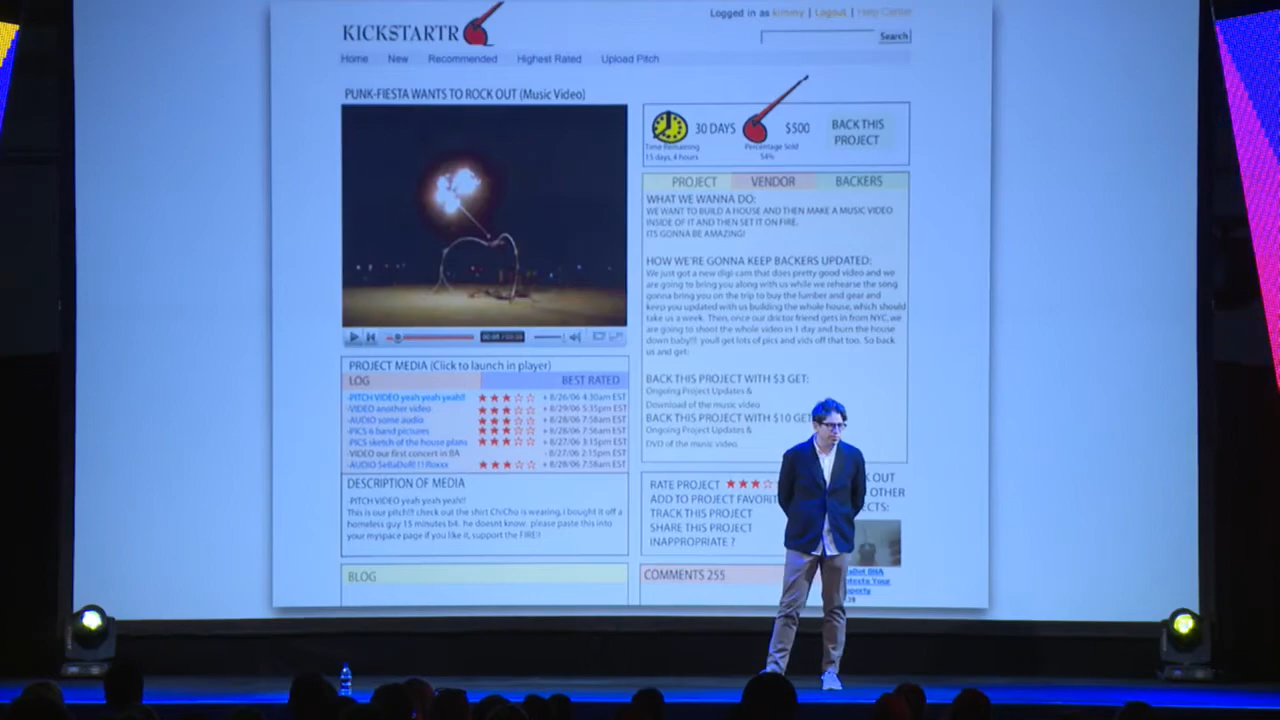 Logged in as kimmy | Logout | Help Center
KICKSTARTR
Search
Home New Recommended Highest Rated Upload Pitch
PUNK-FIESTA WANTS TO ROCK OUT (Music Video)
30 DAYS $500 BACK THIS PROJECT
Time Remaining
15 days, 4 hours
Percentage Sold
54%
PROJECT VENDOR BACKERS
WHAT WE WANNA DO:
WE WANT TO BUILD A HOUSE AND THEN MAKE A MUSIC VIDEO
INSIDE OF IT AND THEN SET IT ON FIRE.
ITS GONNA BE AMAZING!
HOW WE'RE GONNA KEEP BACKERS UPDATED:
We just got a new digi-cam that does pretty good video and we
are going to bring you along with us while we rehearse the song
gonna bring you on the trip to buy the lumber and gear and
keep you updated with us building the whole house, which should
take us a week. Then, once our drictor friend gets in from NYC, we
are going to shoot the whole video in 1 day and burn the house
down baby!!! youll get lots of pics and vids off that too. So back
us and get:
BACK THIS PROJECT WITH $3 GET:
Ongoing Project Updates &
Download of the music video
BACK THIS PROJECT WITH $10 GET
Ongoing Project Updates &
DVD of the music video
PROJECT MEDIA (Click to launch in player)
LOG BEST RATED
-PITCH VIDEO yeah yeah yeah!! + 8/26/06 4:30am EST
-VIDEO another video + 8/29/06 5:35pm EST
-AUDIO some audio + 8/28/06 7:56am EST
-PICS 6 band pictures + 8/28/06 7:56am EST
-PICS sketch of the house plans + 8/27/06 3:15pm EST
-VIDEO our first concert in BA - 8/27/06 2:15pm EST
-AUDIO + 8/28/06 7:58am EST
DESCRIPTION OF MEDIA
-PITCH VIDEO yeah yeah yeah!!
This is our pitch!!! check out the shirt ChiCho is wearing, i bought it off a
homeless guy 15 minutes b4. he doesnt know. please paste this into
your myspace page if you like it, support the FIRE!!
BLOG
RATE PROJECT
ADD TO PROJECT FAVORIT
TRACK THIS PROJECT
SHARE THIS PROJECT
INAPPROPRIATE ?
K OUT
OTHER
ECTS:
COMMENTS 255